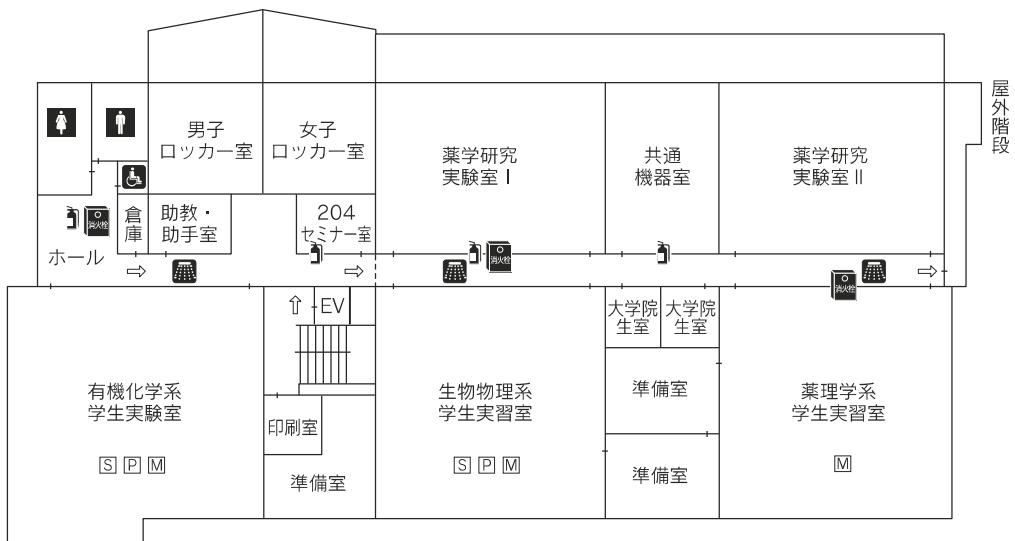 屋外階段
男子
ロッカー室
女子
ロッカー室
薬学研究
実験室Ⅰ
共通
機器室
薬学研究
実験室Ⅱ
消火栓
倉庫
助教・
助手室
204
セミナー室
ホール
消火栓
消火栓
EV
大学院
生室
大学院
生室
有機化学系
学生実験室
S P M
印刷室
準備室
生物物理系
学生実習室
S P M
準備室
準備室
薬理学系
学生実習室
M